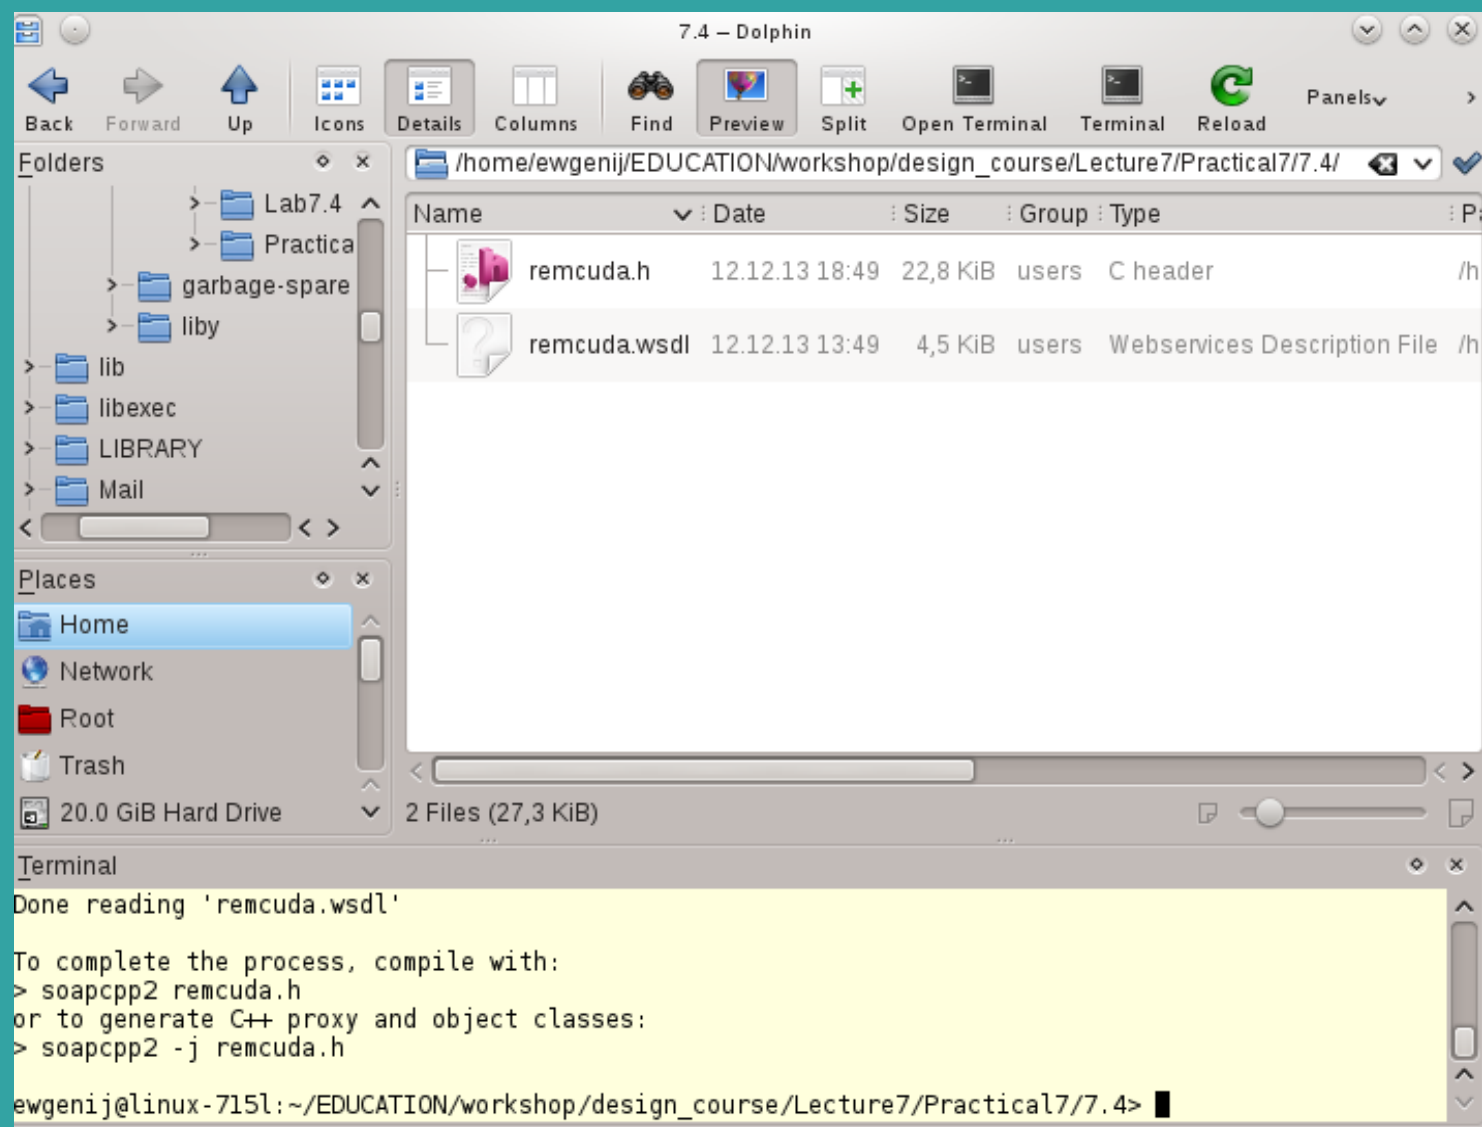 7.4 – Dolphin
Back Forward Up Icons Details Columns Find Preview Split Open Terminal Terminal Reload Panels
Folders
/home/ewgenij/EDUCATION/workshop/design_course/Lecture7/Practical7/7.4/
Lab7.4
Practica
garbage-spare
liby
lib
libexec
LIBRARY
Mail
Name Date Size Group Type Pa
remcuda.h 12.12.13 18:49 22,8 KiB users C header /h
remcuda.wsdl 12.12.13 13:49 4,5 KiB users Webservices Description File /h
Places
Home
Network
Root
Trash
20.0 GiB Hard Drive
2 Files (27,3 KiB)
Terminal
Done reading 'remcuda.wsdl'
To complete the process, compile with:
> soapcpp2 remcuda.h
or to generate C++ proxy and object classes:
> soapcpp2 -j remcuda.h
ewgenij@linux-715l:~/EDUCATION/workshop/design_course/Lecture7/Practical7/7.4>